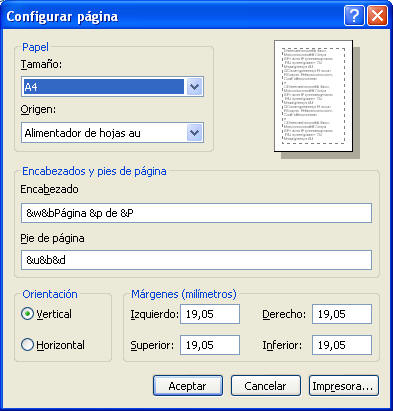 Configurar página
Papel
Tamaño:
A4
Origen:
Alimentador de hojas au
Encabezados y pies de página
Encabezado
&w&bPágina &p de &P
Pie de página
&u&b&d
Orientación
Vertical
Horizontal
Márgenes (milímetros)
Izquierdo: 19,05 Derecho: 19,05
Superior: 19,05 Inferior: 19,05
Aceptar Cancelar Impresora...